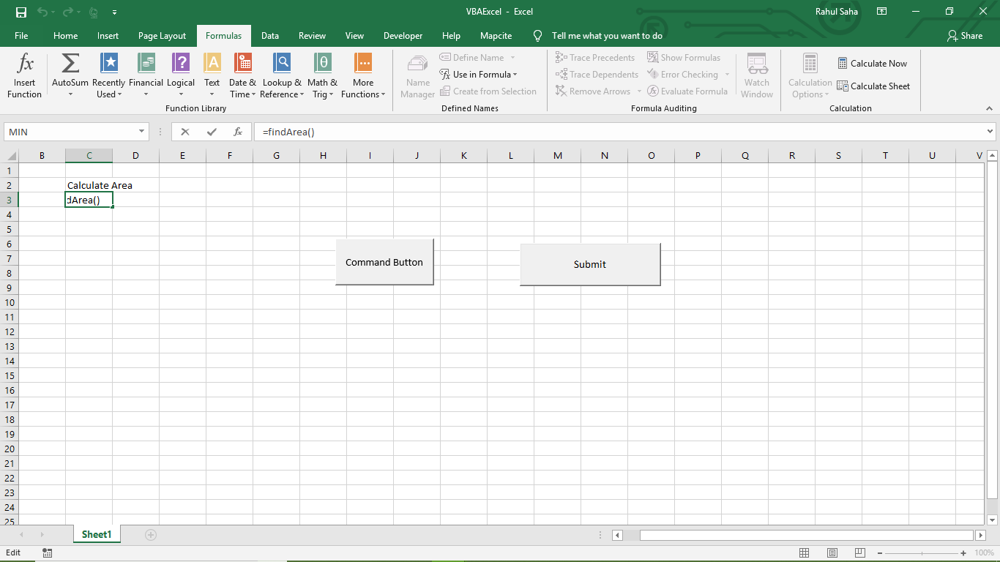 VBAExcel - Excel
Rahul Saha
File Home Insert Page Layout Formulas Data Review View Developer Help Mapcite Tell me what you want to do Share
fx Σ ? A θ
Insert Function
AutoSum
Recently Used
Financial
Logical
Text
Date & Time
Lookup & Reference
Math & Trig
More Functions
Function Library
Name Manager
Define Name
Use in Formula
Create from Selection
Defined Names
Trace Precedents
Trace Dependents
Remove Arrows
Show Formulas
Error Checking
Evaluate Formula
Watch Window
Formula Auditing
Calculation Options
Calculate Now
Calculate Sheet
Calculation
MIN fx =findArea()
B C D E F G H I J K L M N O P Q R S T U V
1
2 Calculate Area
3 dArea()
4
5
6
7 Command Button Submit
8
9
10
11
12
13
14
15
16
17
18
19
20
21
22
23
24
25
Sheet1
Edit 100%